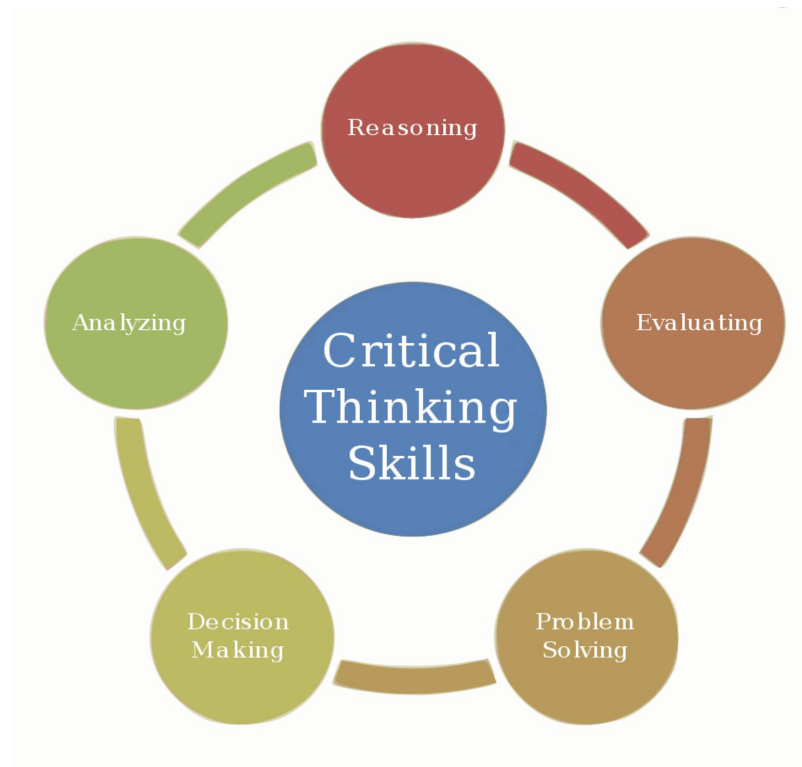 Reasoning
Evaluating
Problem
Solving
Decision
Making
Analyzing
Critical
Thinking
Skills